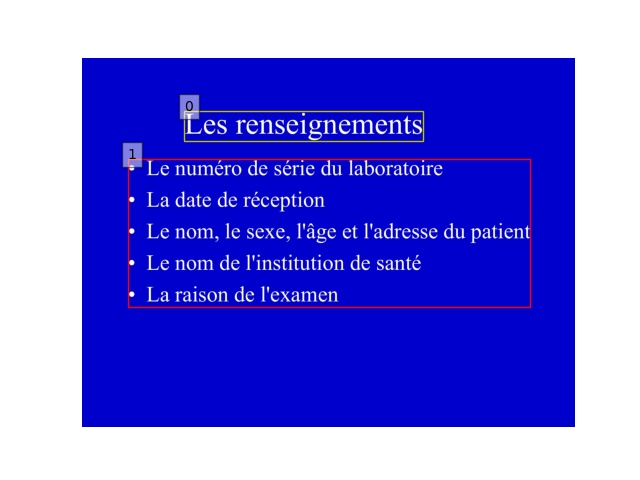 0
Les renseignements
1
• Le numéro de série du laboratoire
• La date de réception
• Le nom, le sexe, l'âge et l'adresse du patient
• Le nom de l'institution de santé
• La raison de l'examen